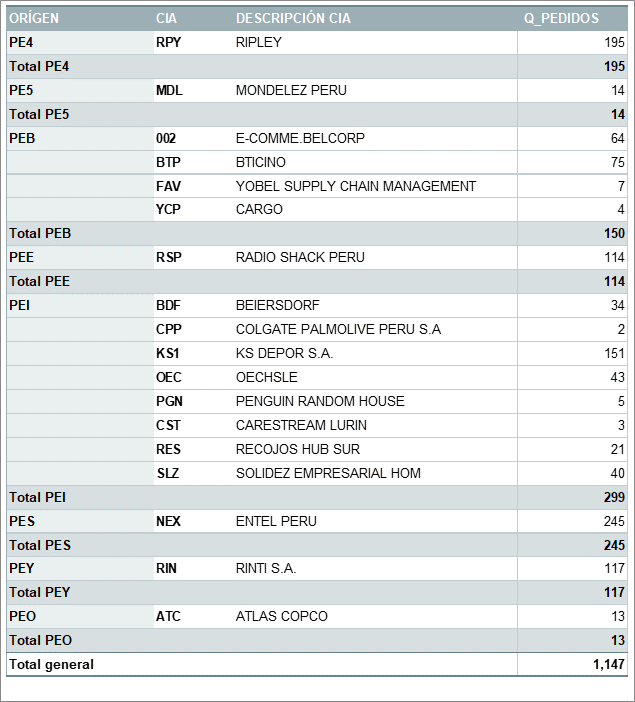 ORÍGEN CIA DESCRIPCIÓN CIA Q_PEDIDOS
PE4 RPY RIPLEY 195
Total PE4 195
PE5 MDL MONDELEZ PERU 14
Total PE5 14
PEB 002 E-COMME.BELCORP 64
BTP BTICINO 75
FAV YOBEL SUPPLY CHAIN MANAGEMENT 7
YCP CARGO 4
Total PEB 150
PEE RSP RADIO SHACK PERU 114
Total PEE 114
PEI BDF BEIERSDORF 34
CPP COLGATE PALMOLIVE PERU S.A 2
KS1 KS DEPOR S.A. 151
OEC OECHSLE 43
PGN PENGUIN RANDOM HOUSE 5
CST CARESTREAM LURIN 3
RES RECOJOS HUB SUR 21
SLZ SOLIDEZ EMPRESARIAL HOM 40
Total PEI 299
PES NEX ENTEL PERU 245
Total PES 245
PEY RIN RINTI S.A. 117
Total PEY 117
PEO ATC ATLAS COPCO 13
Total PEO 13
Total general 1,147